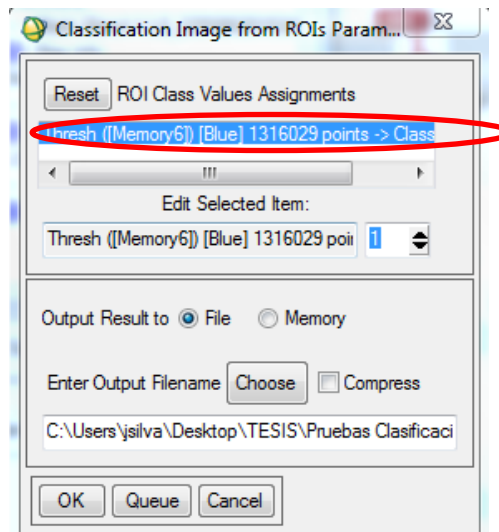 Classification Image from ROIs Param...
Reset ROI Class Values Assignments
Thresh ([Memory6]) [Blue] 1316029 points -> Class
Edit Selected Item:
Thresh ([Memory6]) [Blue] 1316029 poi 1
Output Result to File Memory
Enter Output Filename Choose Compress
C:\Users\jsilva\Desktop\TESIS\Pruebas Clasificaci
OK Queue Cancel